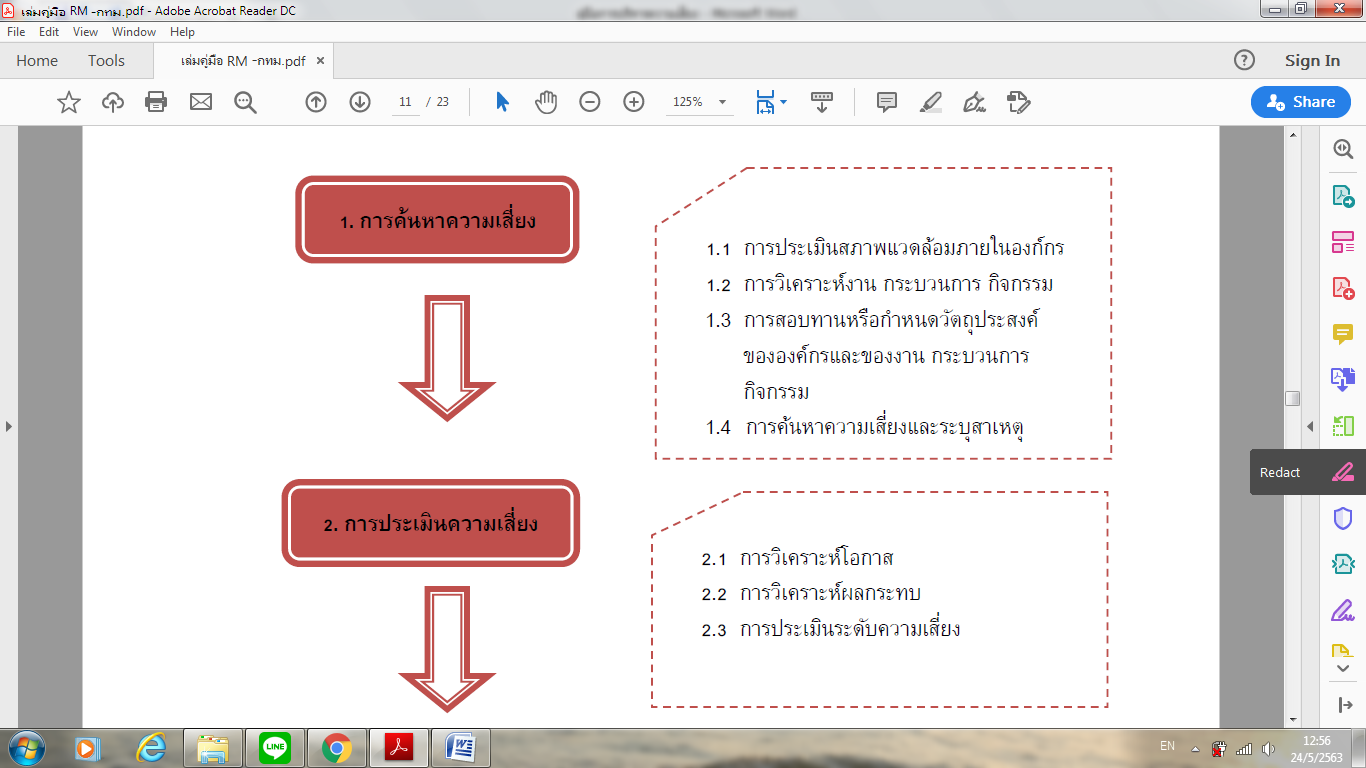 เล่มคู่มือ RM -กทม.pdf - Adobe Acrobat Reader DC
File Edit View Window Help
Home Tools เล่มคู่มือ RM -กทม.pdf × ? Sign In
11 / 23 125% Share
1. การค้นหาความเสี่ยง
1.1 การประเมินสภาพแวดล้อมภายในองค์กร
1.2 การวิเคราะห์งาน กระบวนการ กิจกรรม
1.3 การสอบทานหรือกำหนดวัตถุประสงค์
ขององค์กรและของงาน กระบวนการ
กิจกรรม
1.4 การค้นหาความเสี่ยงและระบุสาเหตุ
Redact
2. การประเมินความเสี่ยง
2.1 การวิเคราะห์โอกาส
2.2 การวิเคราะห์ผลกระทบ
2.3 การประเมินระดับความเสี่ยง
LINE
EN
12:56
24/5/2563